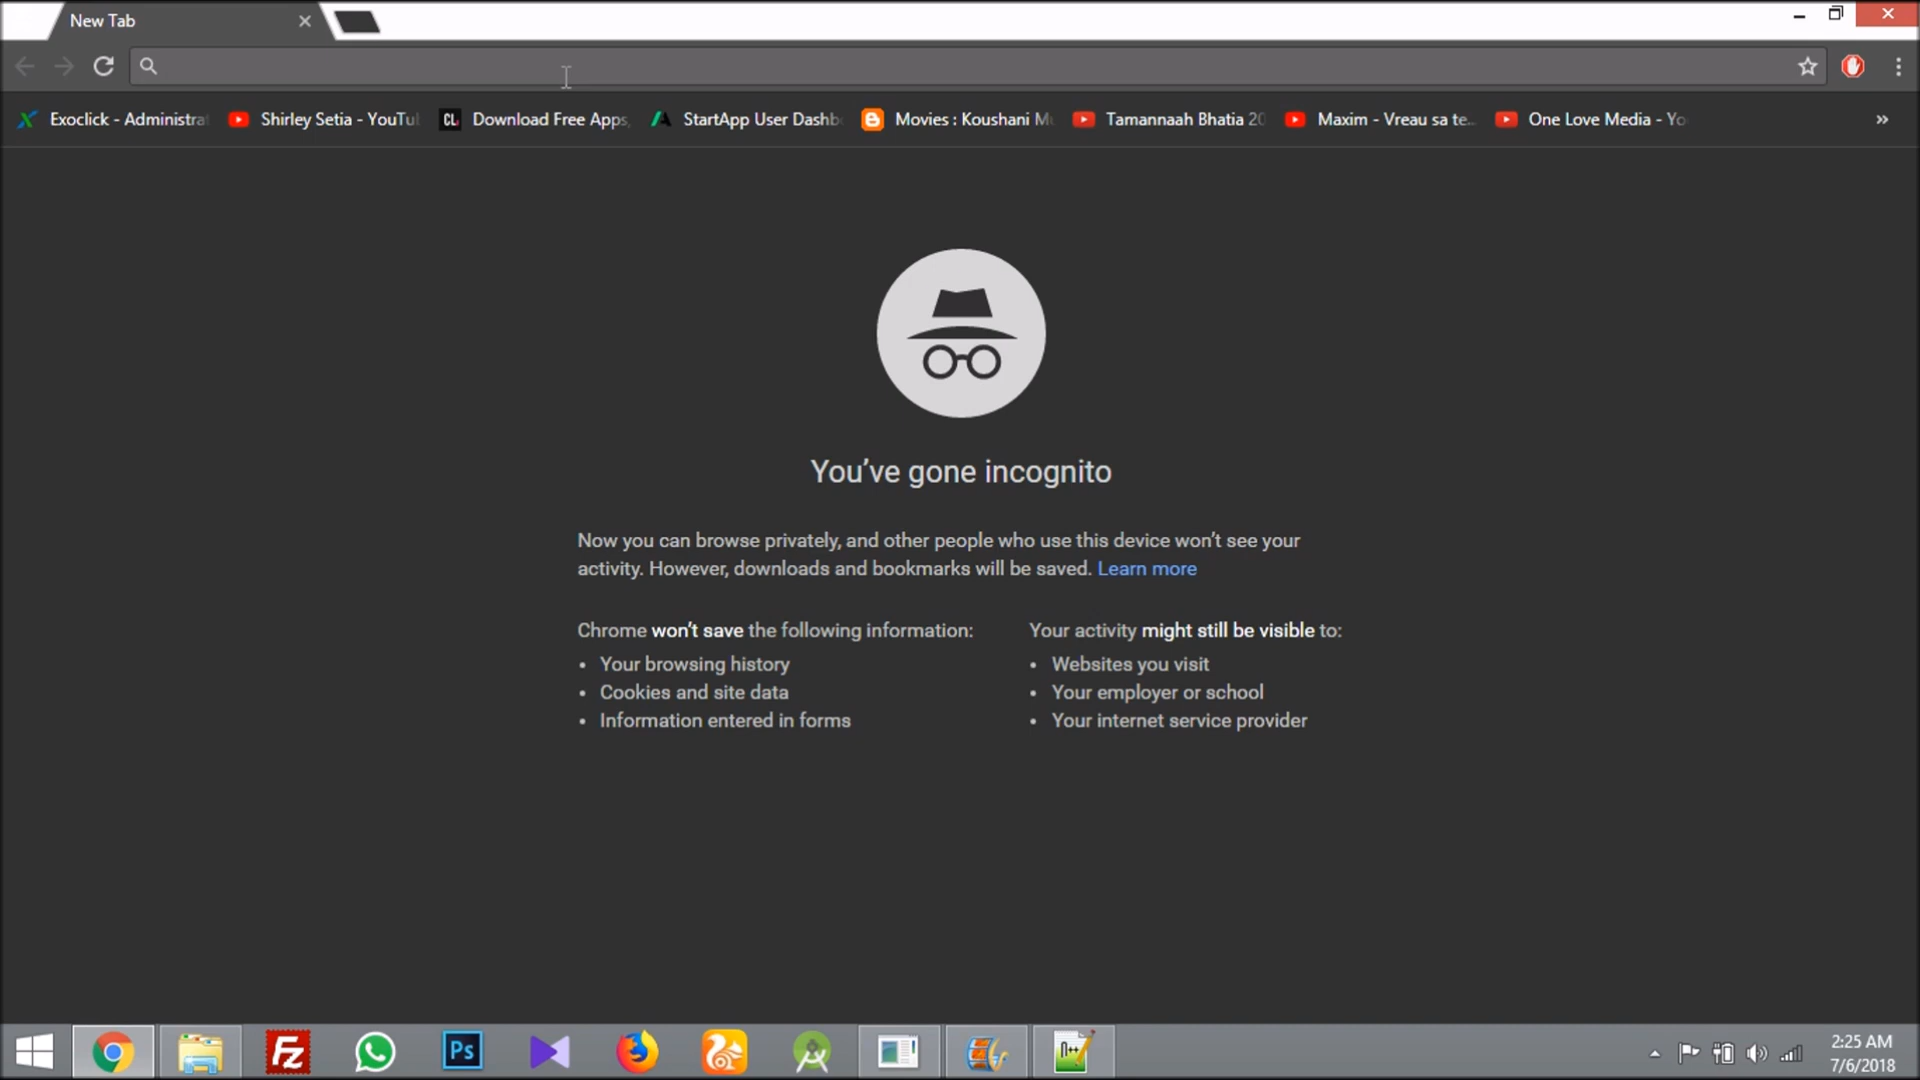 New Tab
Exoclick - Administra
Shirley Setia - YouTu
CL
Download Free Apps,
StartApp User Dashb
Movies : Koushani M
Tamannaah Bhatia 20
Maxim - Vreau sa te...
One Love Media - Yo
»
You've gone incognito
Now you can browse privately, and other people who use this device won't see your
activity. However, downloads and bookmarks will be saved. Learn more
Chrome won't save the following information:
• Your browsing history
• Cookies and site data
• Information entered in forms
Your activity might still be visible to:
• Websites you visit
• Your employer or school
• Your internet service provider
Fz
Ps
n++
2:25 AM
7/6/2018